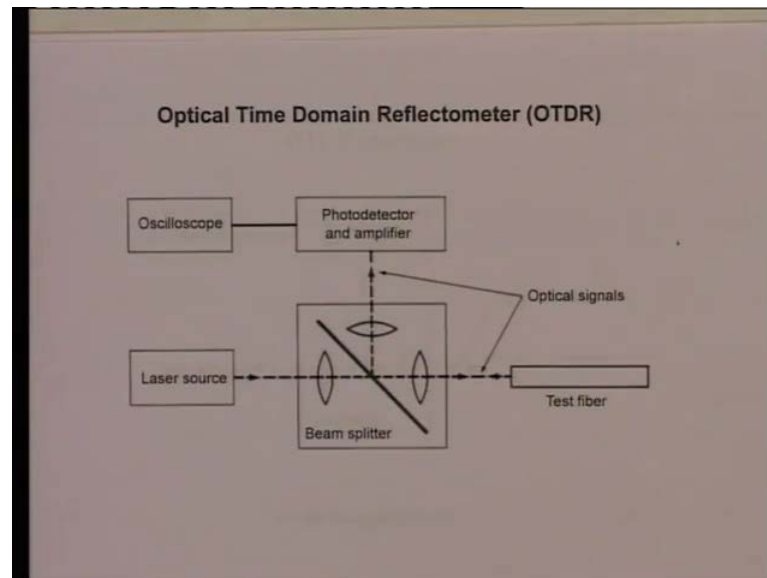 Optical Time Domain Reflectometer (OTDR)
Oscilloscope
Photodetector
and amplifier
Optical signals
Laser source
Test fiber
Beam splitter